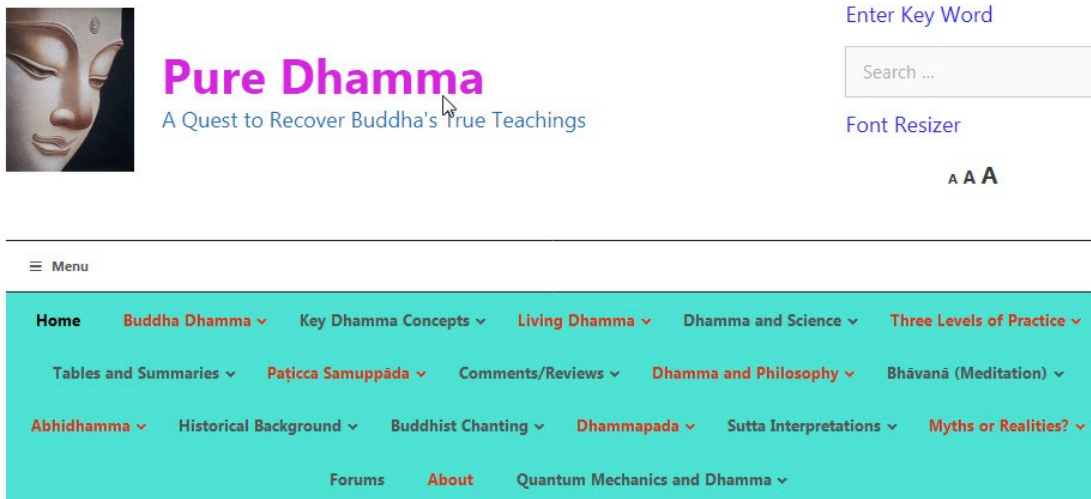 Enter Key Word
Pure Dhamma
Search ...
A Quest to Recover Buddha's True Teachings
Font Resizer
A A A
☰ Menu
Home Buddha Dhamma Key Dhamma Concepts Living Dhamma Dhamma and Science Three Levels of Practice
Tables and Summaries Paṭicca Samuppāda Comments/Reviews Dhamma and Philosophy Bhāvanā (Meditation)
Abhidhamma Historical Background Buddhist Chanting Dhammapada Sutta Interpretations Myths or Realities?
Forums About Quantum Mechanics and Dhamma